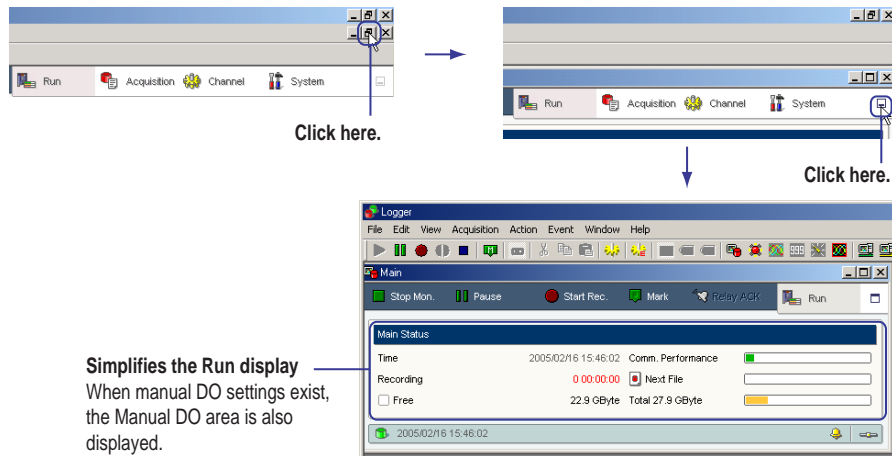 Run Acquisition Channel System
Click here.
Run Acquisition Channel System
Click here.
Logger
File Edit View Acquisition Action Event Window Help
Main
Stop Mon. Pause Start Rec. Mark Relay ACK Run
Main Status
Time 2005/02/16 15:46:02 Comm. Performance
Recording 0 00:00:00 Next File
Free 22.9 GByte Total 27.9 GByte
2005/02/16 15:46:02
Simplifies the Run display
When manual DO settings exist,
the Manual DO area is also
displayed.